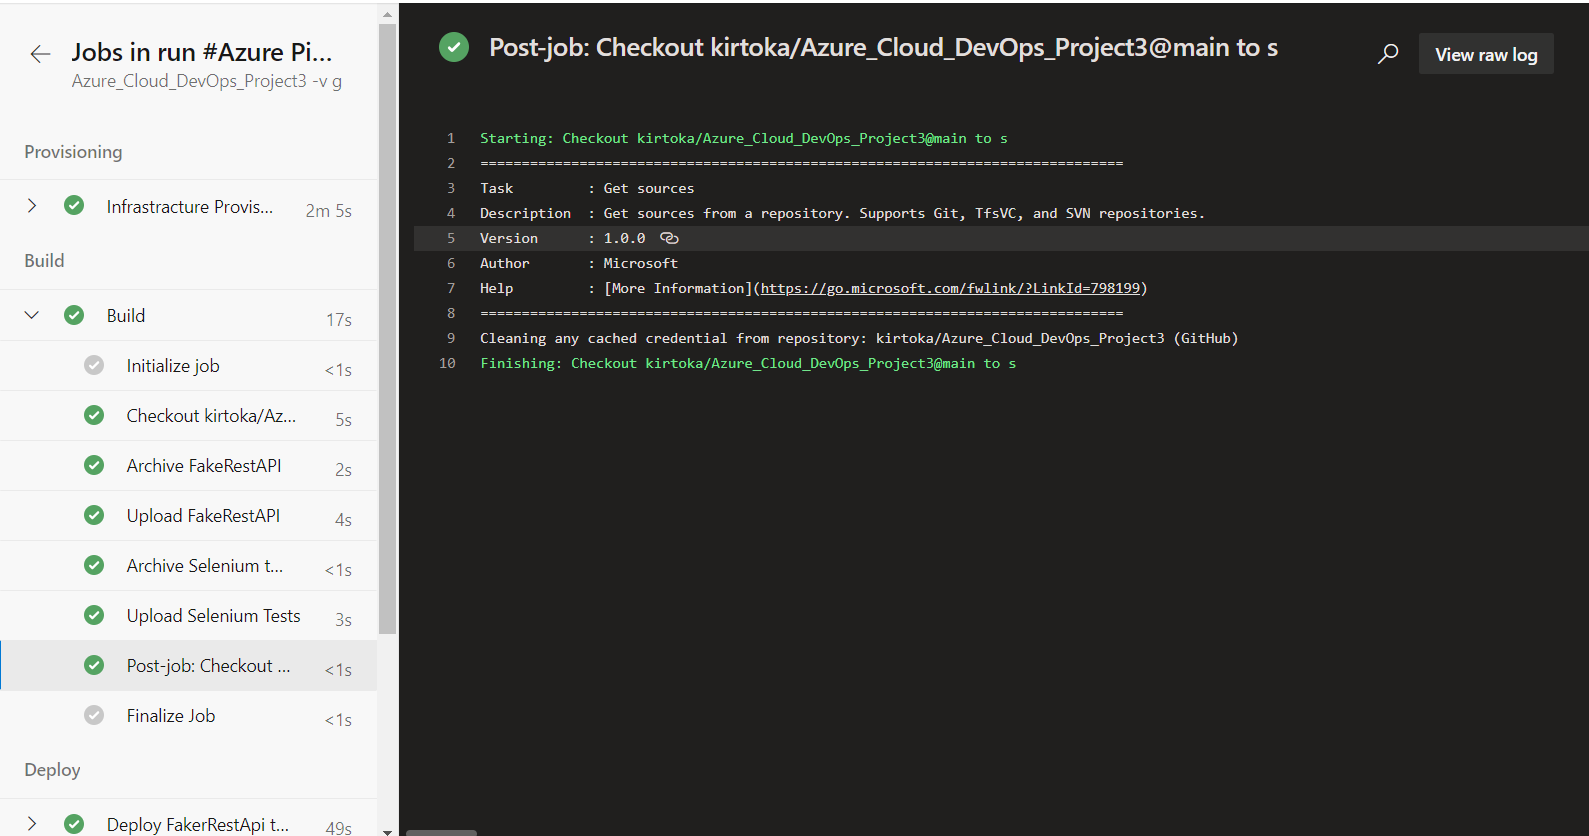 Jobs in run #Azure Pi...
Azure_Cloud_DevOps_Project3 -v g
Provisioning
Infrastracture Provis... 2m 5s
Build
Build 17s
Initialize job <1s
Checkout kirtoka/Az... 5s
Archive FakeRestAPI 2s
Upload FakeRestAPI 4s
Archive Selenium t... <1s
Upload Selenium Tests 3s
Post-job: Checkout ... <1s
Finalize Job <1s
Deploy
Deploy FakerRestApi t... 49s
Post-job: Checkout kirtoka/Azure_Cloud_DevOps_Project3@main to s
View raw log
1 Starting: Checkout kirtoka/Azure_Cloud_DevOps_Project3@main to s
2 ==============================================================================
3 Task : Get sources
4 Description : Get sources from a repository. Supports Git, TfsVC, and SVN repositories.
5 Version : 1.0.0
6 Author : Microsoft
7 Help : [More Information](https://go.microsoft.com/fwlink/?LinkId=798199)
8 ==============================================================================
9 Cleaning any cached credential from repository: kirtoka/Azure_Cloud_DevOps_Project3 (GitHub)
10 Finishing: Checkout kirtoka/Azure_Cloud_DevOps_Project3@main to s